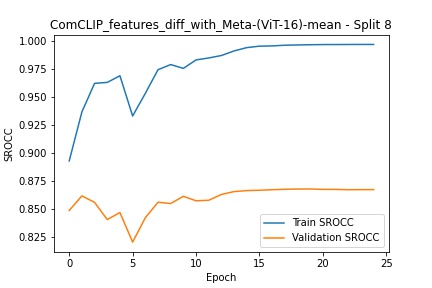 ComCLIP_features_diff_with_Meta-(ViT-16)-mean - Split 8
1.000
0.975
0.950
0.925
0.900
0.875
0.850
0.825
SROCC
0
5
10
15
20
25
Epoch
Train SROCC
Validation SROCC